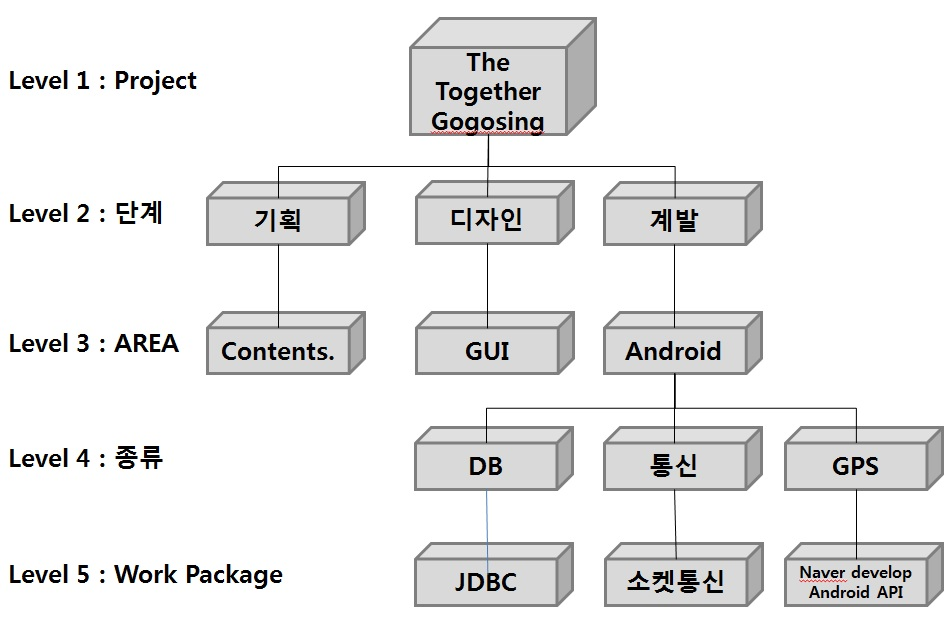 The
Together
Gogosing
Level 1 : Project
Level 2 : 단계
기획
디자인
계발
Level 3 : AREA
Contents.
GUI
Android
Level 4 : 종류
DB
통신
GPS
Level 5 : Work Package
JDBC
소켓통신
Naver develop
Android API